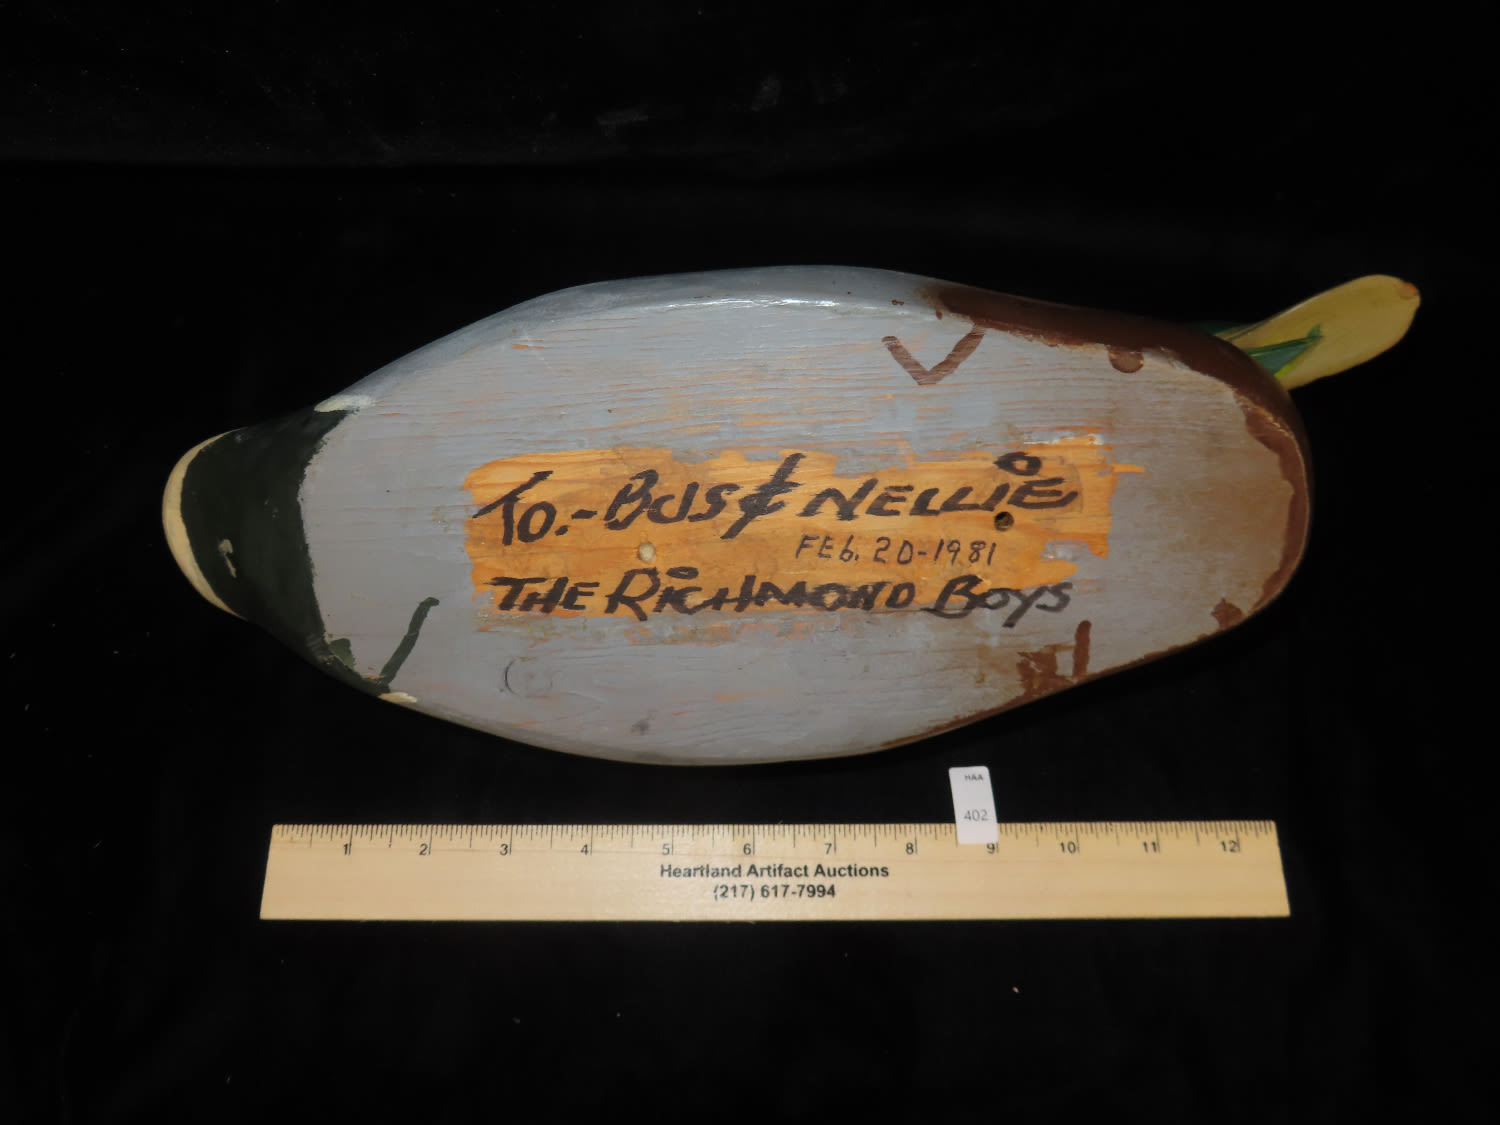 To.-Bus & Nellie
FEb. 20-1981
The Richmond Boys
HAA
402
1 2 3 4 5 6 7 8 9 10 11 12
Heartland Artifact Auctions
(217) 617-7994